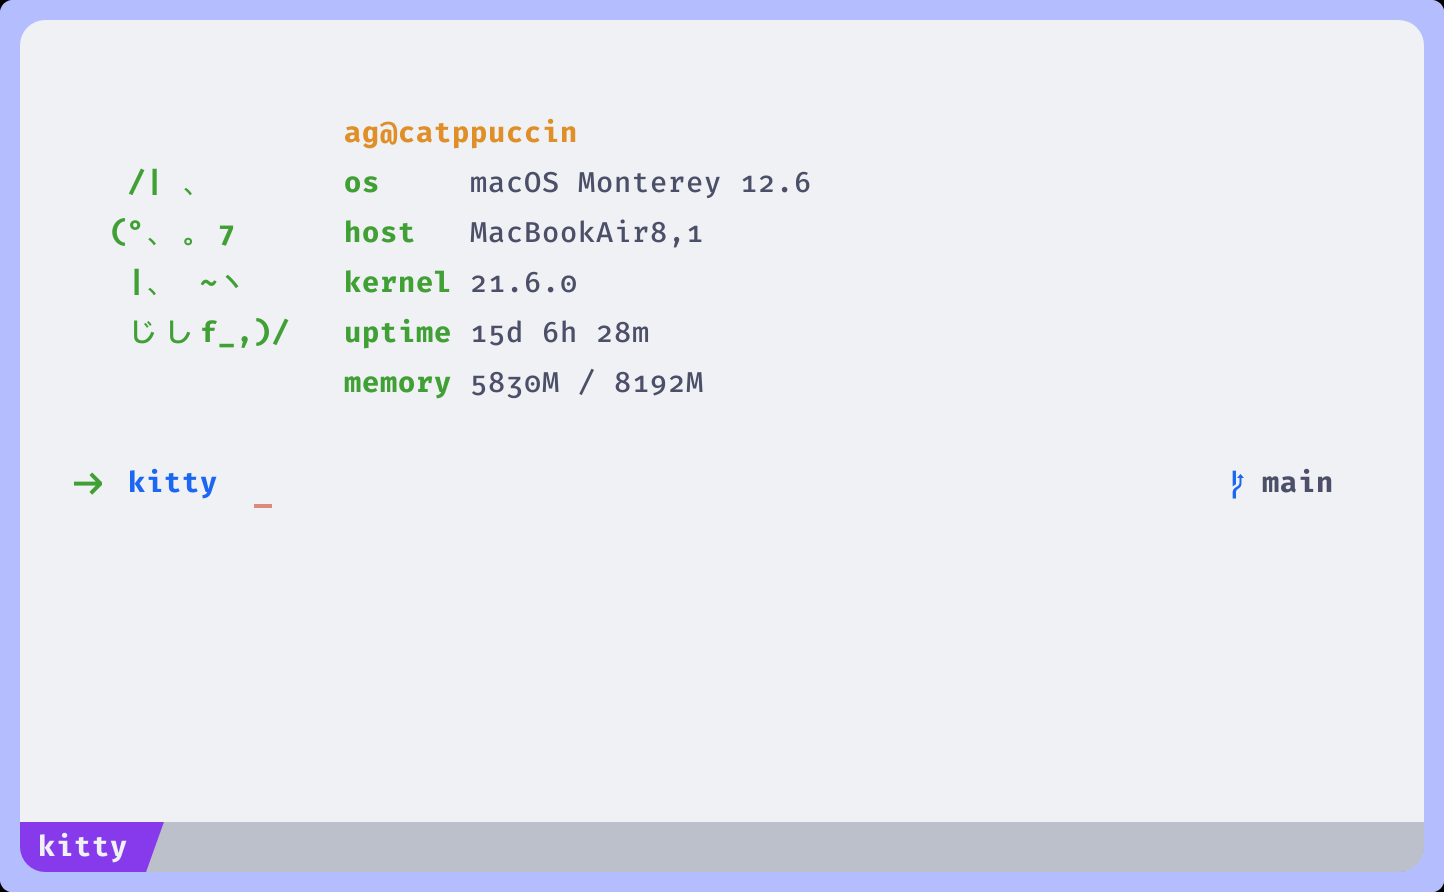 ag@catppuccin
/| 、 os macOS Monterey 12.6
(°、 。 7 host MacBookAir8,1
|、 ~ヽ kernel 21.6.0
じしf_,)/ uptime 15d 6h 28m
memory 5830M / 8192M
→ kitty _ main
kitty